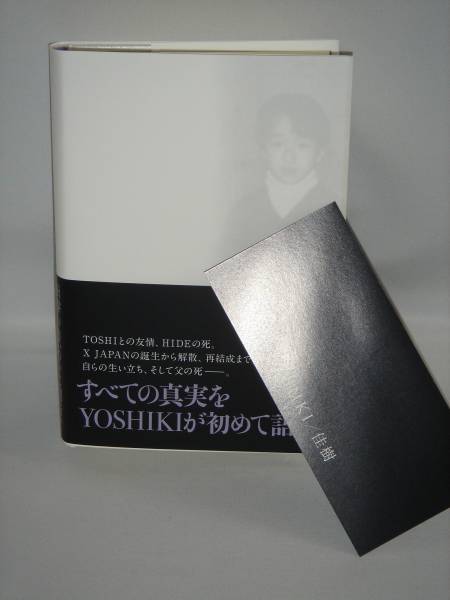 TOSHIとの友情、HIDEの死。
X JAPANの誕生から解散、再結成まで
自らの生い立ち、そして父の死──。
すべての真実を
YOSHIKIが初めて語
KI／佳樹